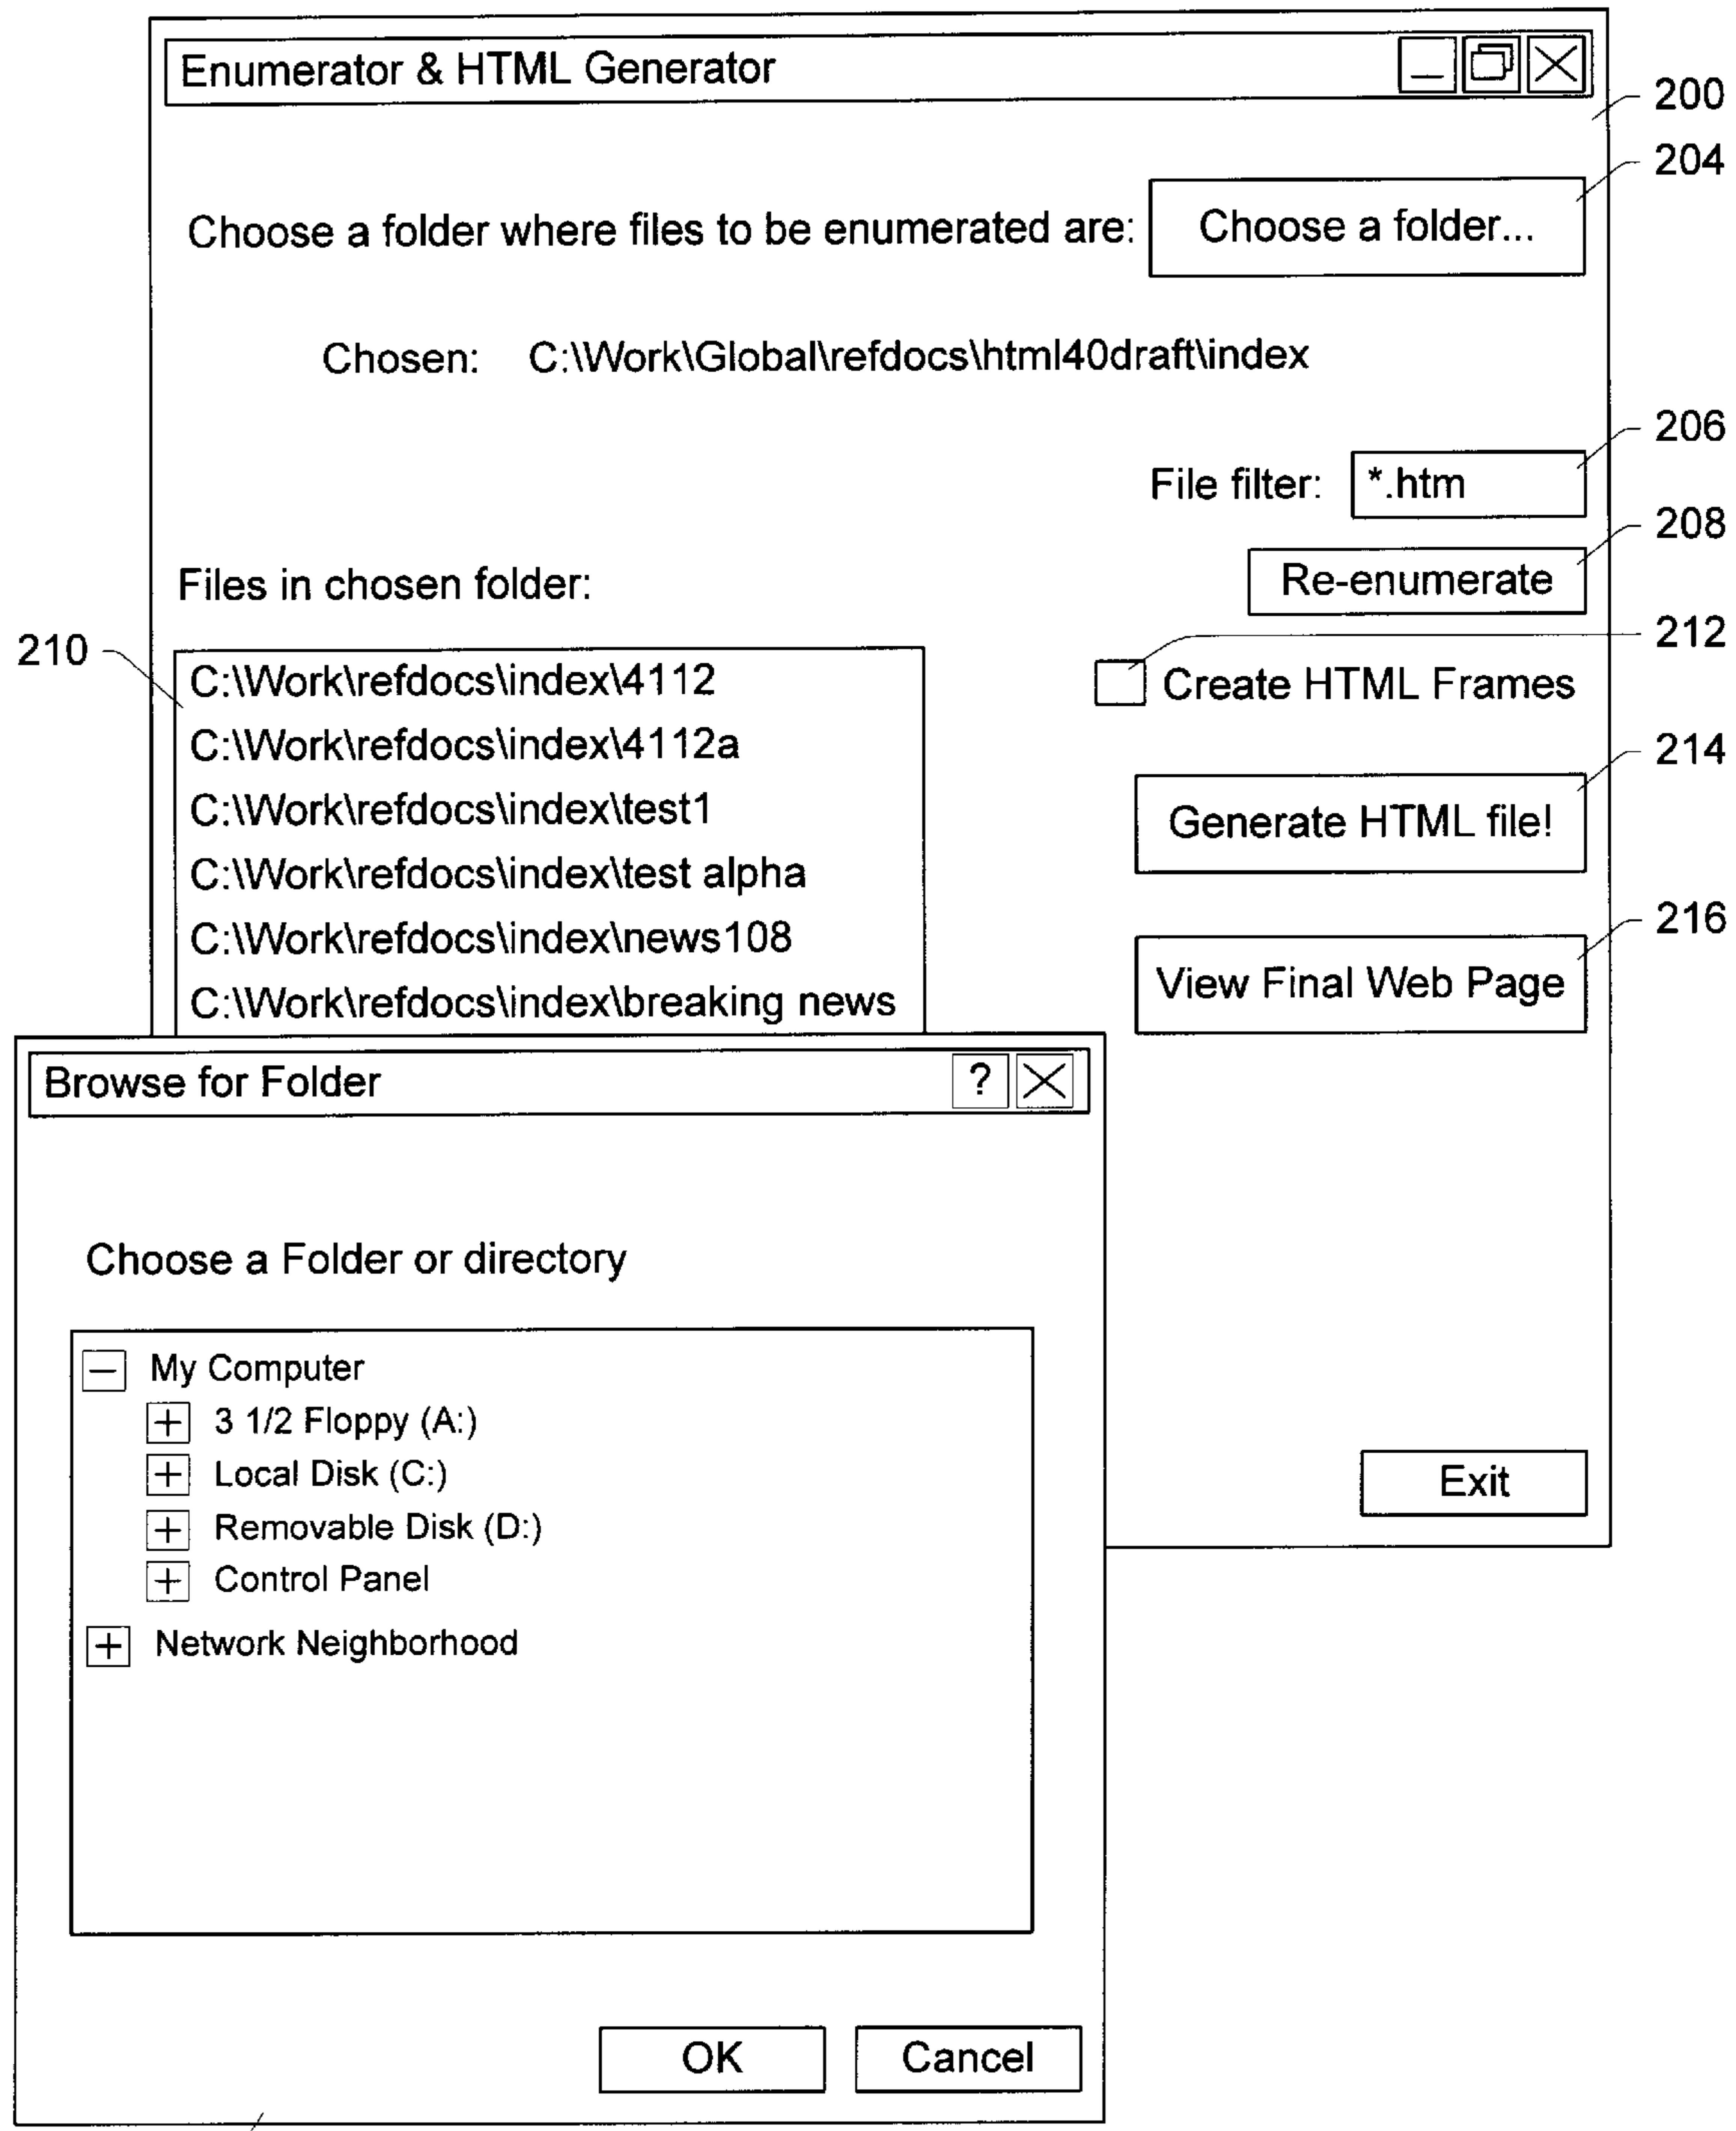 Enumerator & HTML Generator
200
204
Choose a folder where files to be enumerated are:
Choose a folder...
Chosen: C:\Work\Global\refdocs\html40draft\index
206
File filter: *.htm
208
Re-enumerate
Files in chosen folder:
212
210
C:\Work\refdocs\index\4112
Create HTML Frames
C:\Work\refdocs\index\4112a
214
C:\Work\refdocs\index\test1
Generate HTML file!
C:\Work\refdocs\index\test alpha
216
C:\Work\refdocs\index\news108
View Final Web Page
C:\Work\refdocs\index\breaking news
Browse for Folder
?
Choose a Folder or directory
My Computer
3 1/2 Floppy (A:)
Local Disk (C:)
Removable Disk (D:)
Control Panel
Network Neighborhood
Exit
OK
Cancel